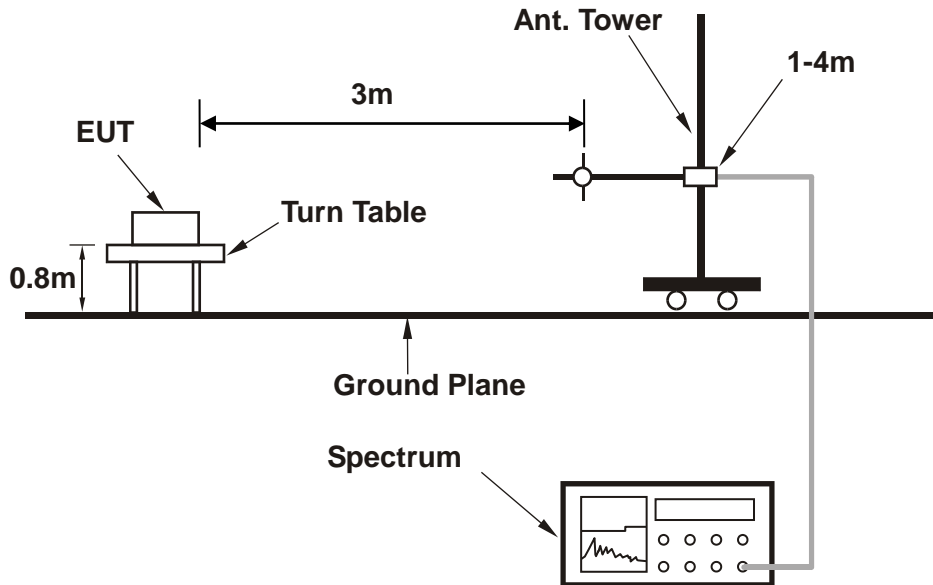 Ant. Tower
1-4m
3m
EUT
Turn Table
0.8m
Ground Plane
Spectrum